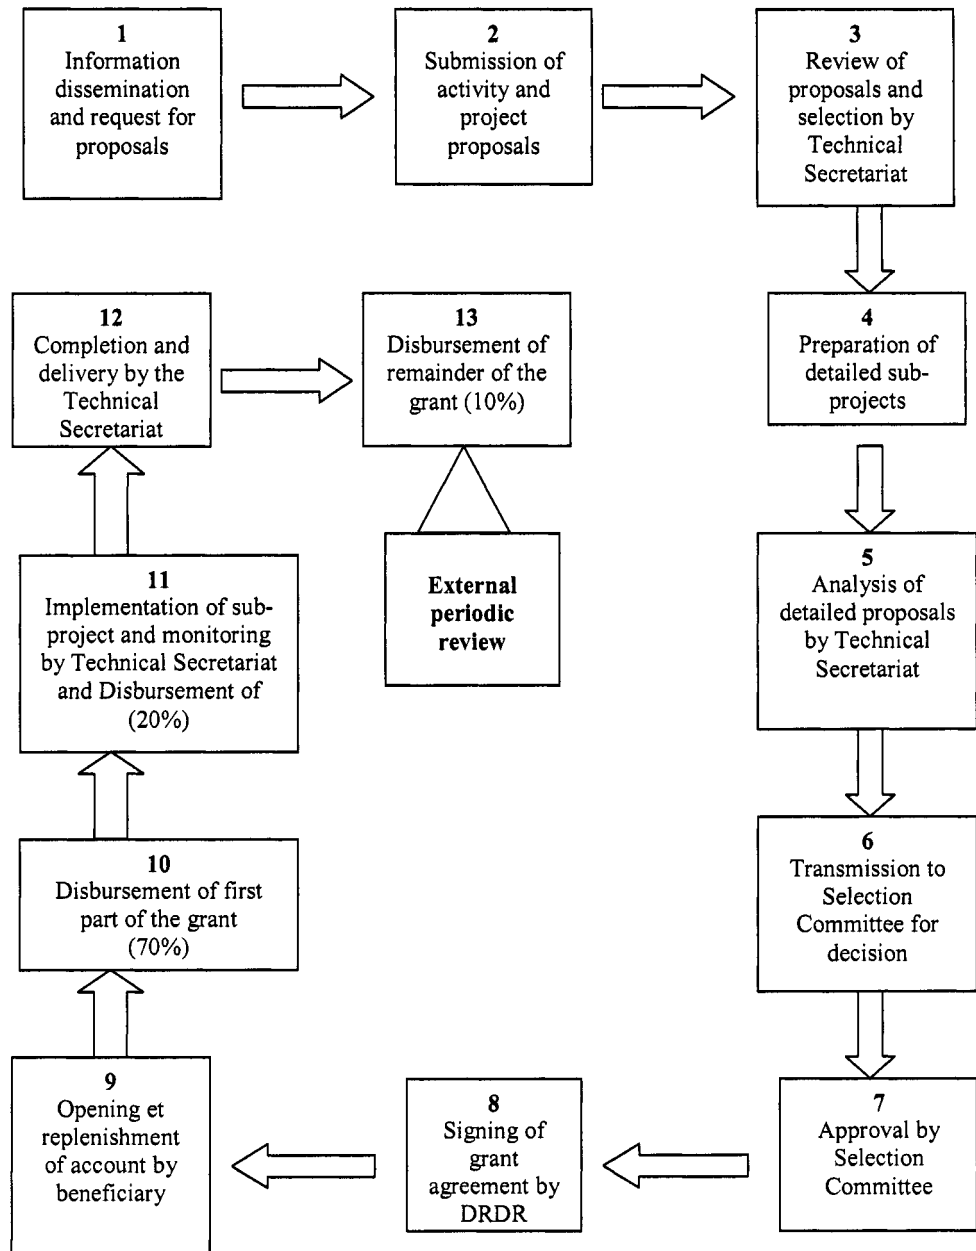 1
Information
dissemination
and request for
proposals
2
Submission of
activity and
project
proposals
3
Review of
proposals and
selection by
Technical
Secretariat
4
Preparation of
detailed sub-
projects
5
Analysis of
detailed proposals
by Technical
Secretariat
6
Transmission to
Selection
Committee for
decision
7
Approval by
Selection
Committee
8
Signing of
grant
agreement by
DRDR
9
Opening et
replenishment
of account by
beneficiary
10
Disbursement of first
part of the grant
(70%)
11
Implementation of sub-
project and monitoring
by Technical Secretariat
and Disbursement of
(20%)
12
Completion and
delivery by the
Technical
Secretariat
13
Disbursement of
remainder of the
grant (10%)
External
periodic
review